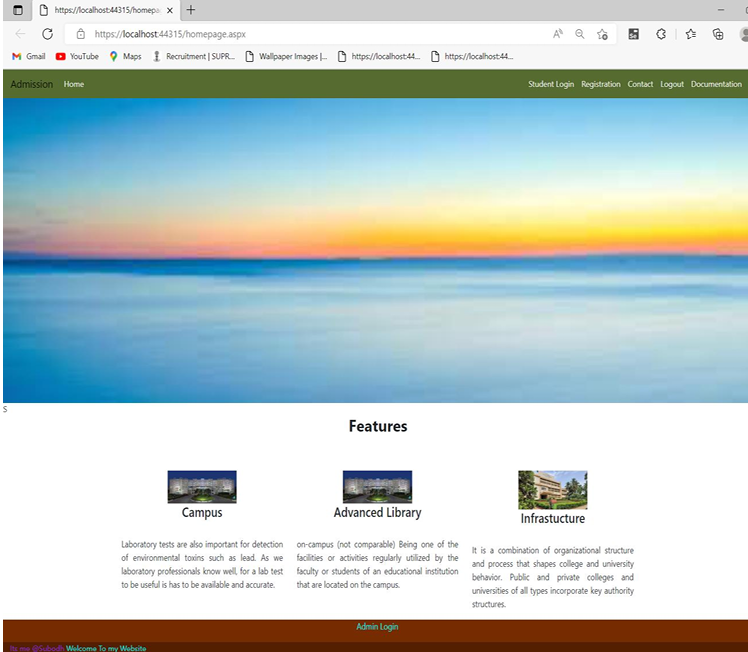 https://localhost:44315/homepa
https://localhost:44315/homepage.aspx
Gmail YouTube Maps Recruitment | SUPR... Wallpaper Images |... https://localhost:44... https://localhost:44...
Admission Home Student Login Registration Contact Logout Documentation
S
Features
Campus
Laboratory tests are also important for detection
of environmental toxins such as lead. As we
laboratory professionals know well, for a lab test
to be useful is has to be available and accurate.
Advanced Library
on-campus (not comparable) Being one of the
facilities or activities regularly utilized by the
faculty or students of an educational institution
that are located on the campus.
Infrastucture
It is a combination of organizational structure
and process that shapes college and university
behavior. Public and private colleges and
universities of all types incorporate key authority
structures.
Admin Login
its me @Subodh Welcome To my Website